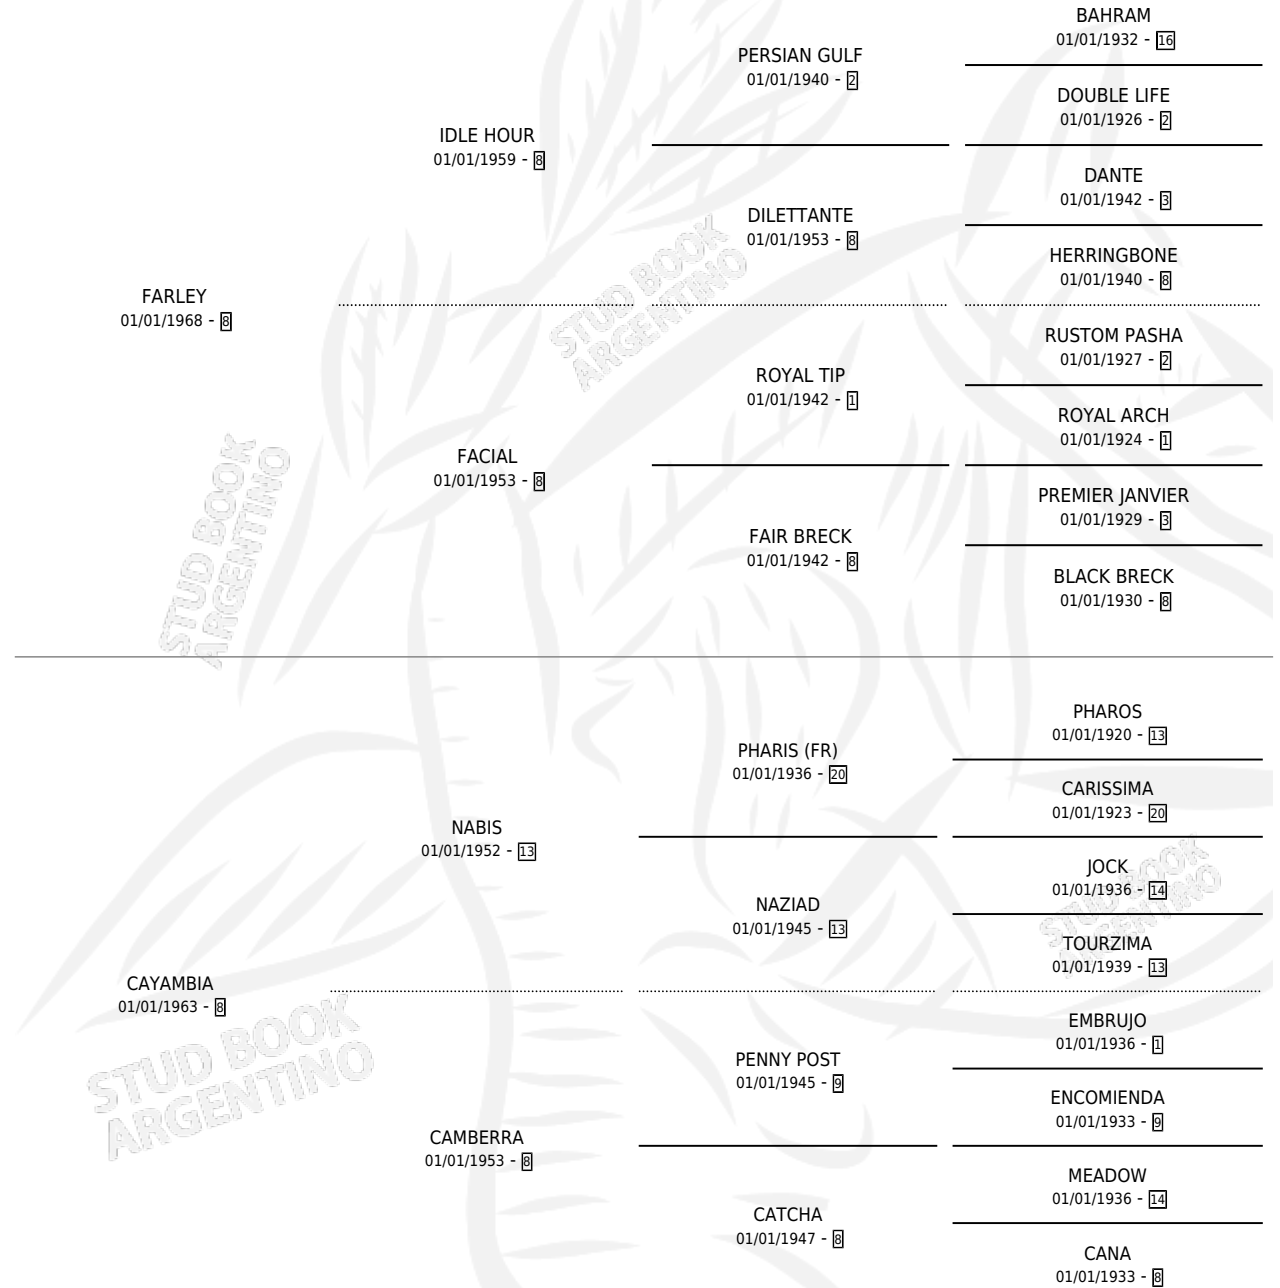 BAHRAM
01/01/1932 - 16
PERSIAN GULF
01/01/1940 - 2
DOUBLE LIFE
01/01/1926 - 2
IDLE HOUR
01/01/1959 - 8
DANTE
01/01/1942 - 3
DILETTANTE
01/01/1953 - 8
HERRINGBONE
01/01/1940 - 8
FARLEY
01/01/1968 - 8
RUSTOM PASHA
01/01/1927 - 2
ROYAL TIP
01/01/1942 - 1
ROYAL ARCH
01/01/1924 - 1
FACIAL
01/01/1953 - 8
PREMIER JANVIER
01/01/1929 - 3
FAIR BRECK
01/01/1942 - 8
BLACK BRECK
01/01/1930 - 8
STUD BOOK
ARGENTINO
STUD BOOK
ARGENTINO
PHAROS
01/01/1920 - 13
PHARIS (FR)
01/01/1936 - 20
CARISSIMA
01/01/1923 - 20
NABIS
01/01/1952 - 13
JOCK
01/01/1936 - 14
NAZIAD
01/01/1945 - 13
TOURZIMA
01/01/1939 - 13
STUD BOOK
ARGENTINO
CAYAMBIA
01/01/1963 - 8
EMBRUJO
01/01/1936 - 1
PENNY POST
01/01/1945 - 9
ENCOMIENDA
01/01/1933 - 9
STUD BOOK
ARGENTINO
CAMBERRA
01/01/1953 - 8
MEADOW
01/01/1936 - 14
CATCHA
01/01/1947 - 8
CANA
01/01/1933 - 8